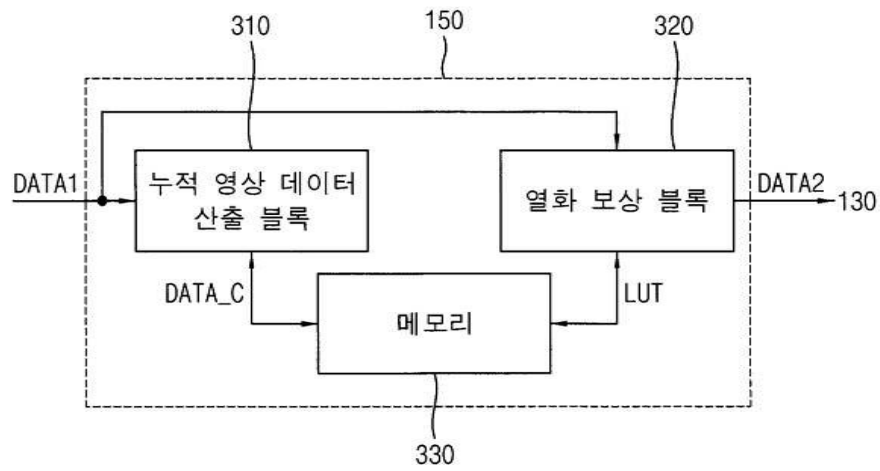 310
150
320
DATA1
누적 영상 데이터
산출 블록
열화 보상 블록
DATA2
130
DATA_C
메모리
LUT
330